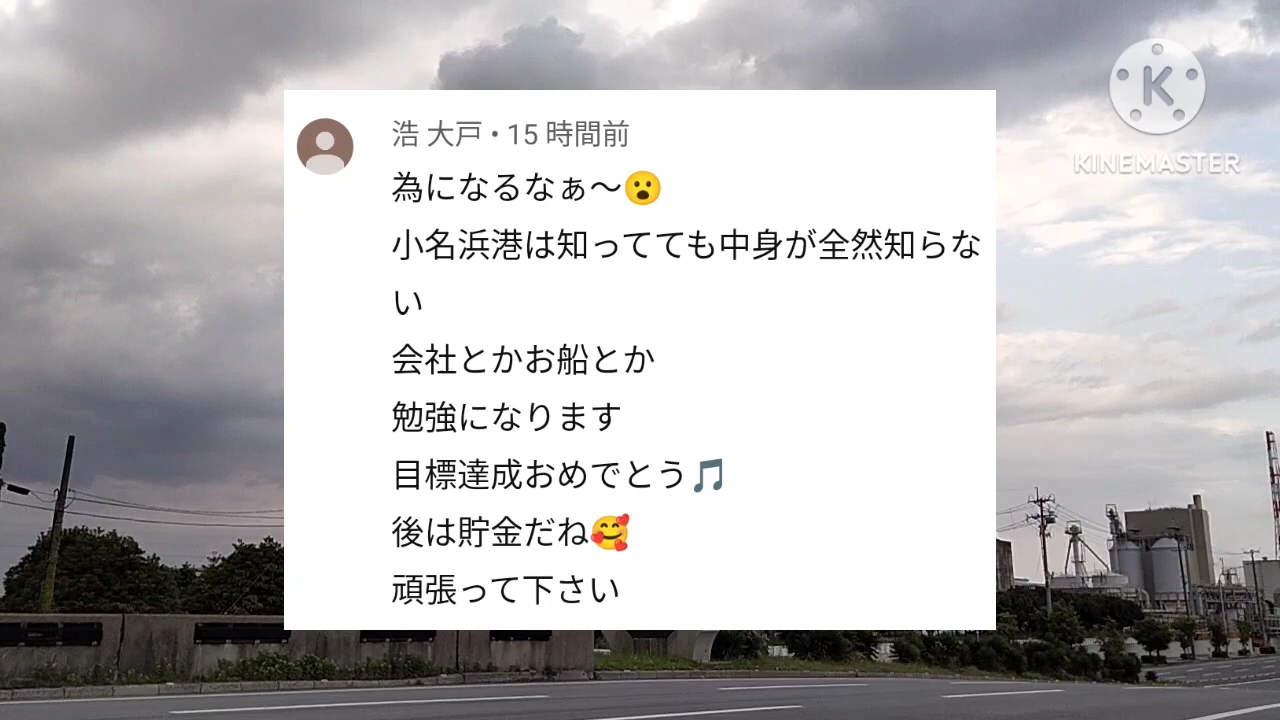 浩 大戸 • 15 時間前
為になるなぁ〜😮
小名浜港は知ってても中身が全然知らな
い
会社とかお船とか
勉強になります
目標達成おめでとう🎵
後は貯金だね🥰
頑張って下さい
K
KINEMASTER